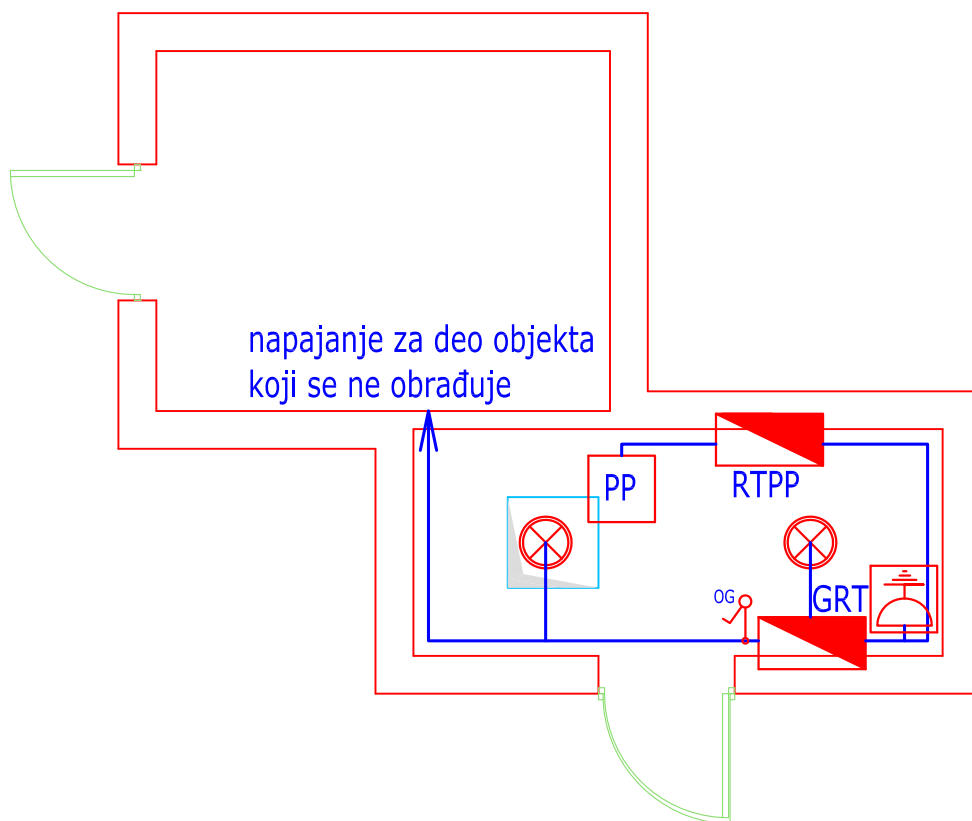 napajanje za deo objekta
koji se ne obrađuje
PP
RTPP
OG
GRT